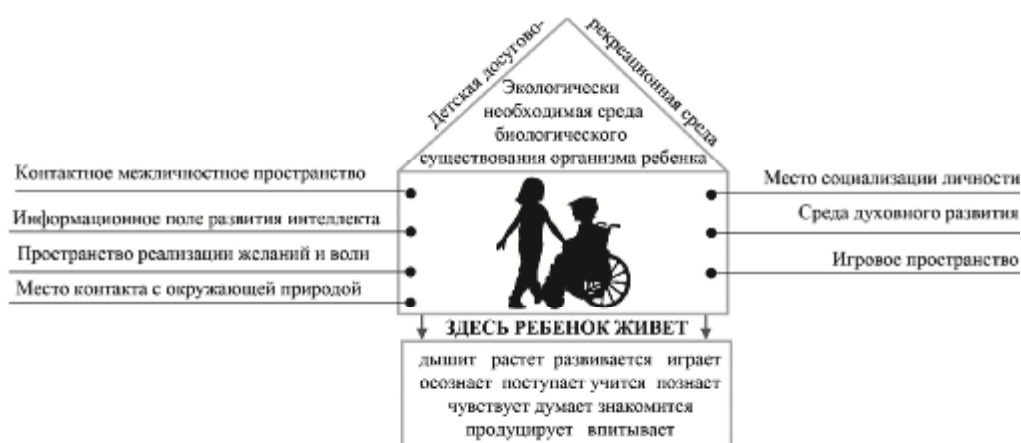 Детская досугово-
рекреационная среда
Экологически
необходимая среда
биологического
существования организма ребенка
Контактное межличностное пространство
Информационное поле развития интеллекта
Пространство реализации желаний и воли
Место контакта с окружающей природой
Место социализации личности
Среда духовного развития
Игровое пространство
ЗДЕСЬ РЕБЕНОК ЖИВЕТ
дышит растет развивается играет
осознает поступает учится познает
чувствует думает знакомится
продуцирует впитывает